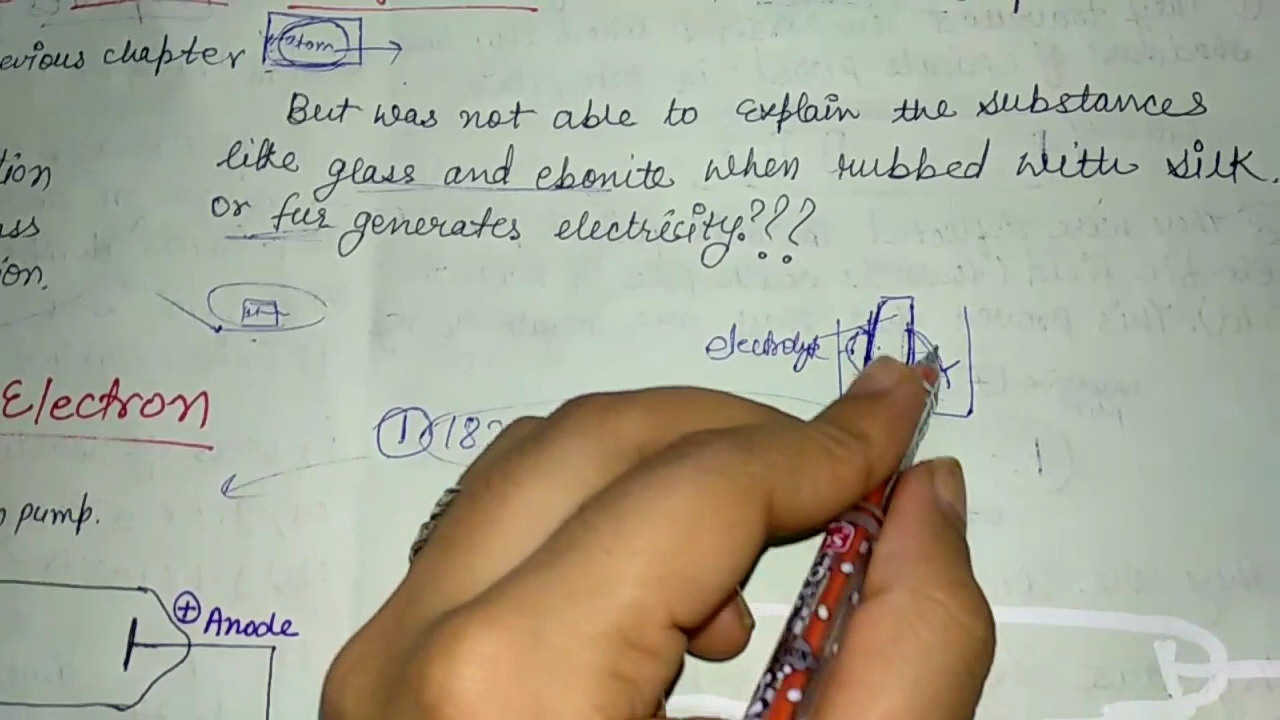 evious chapter Atom
But was not able to explain the substances
like glass and ebonite when rubbed with silk.
or fur generates electricity???
tion
ss
ion.
electrolyte
Electron
① 18
pump.
+ Anode